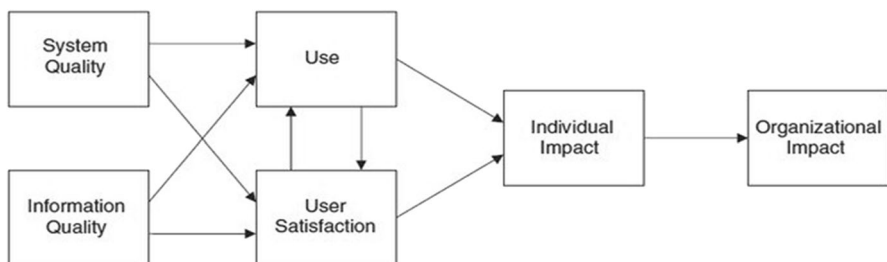 System
Quality
Use
Individual
Impact
Organizational
Impact
Information
Quality
User
Satisfaction